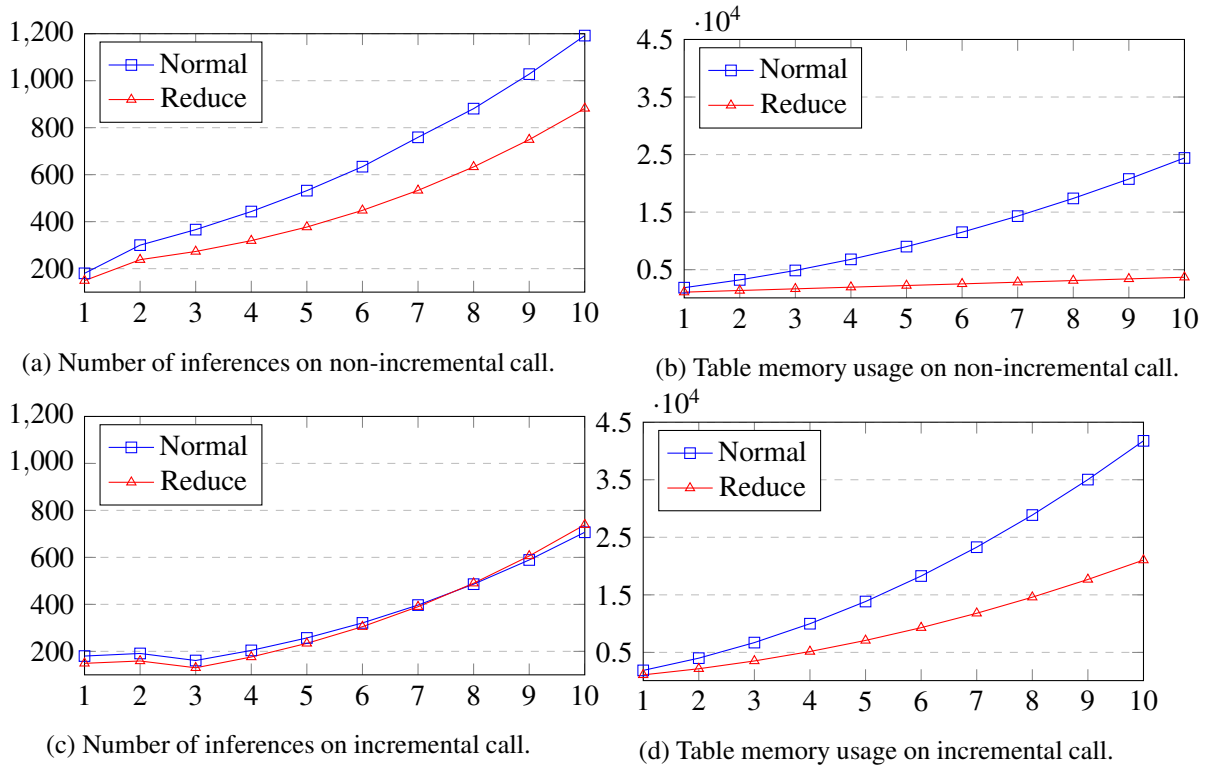 1,200
1,000
800
600
400
200
Normal
Reduce
1 2 3 4 5 6 7 8 9 10
(a) Number of inferences on non-incremental call.
·10⁴
4.5
3.5
2.5
1.5
0.5
Normal
Reduce
1 2 3 4 5 6 7 8 9 10
(b) Table memory usage on non-incremental call.
1,200
1,000
800
600
400
200
Normal
Reduce
1 2 3 4 5 6 7 8 9 10
(c) Number of inferences on incremental call.
·10⁴
4.5
3.5
2.5
1.5
0.5
Normal
Reduce
1 2 3 4 5 6 7 8 9 10
(d) Table memory usage on incremental call.